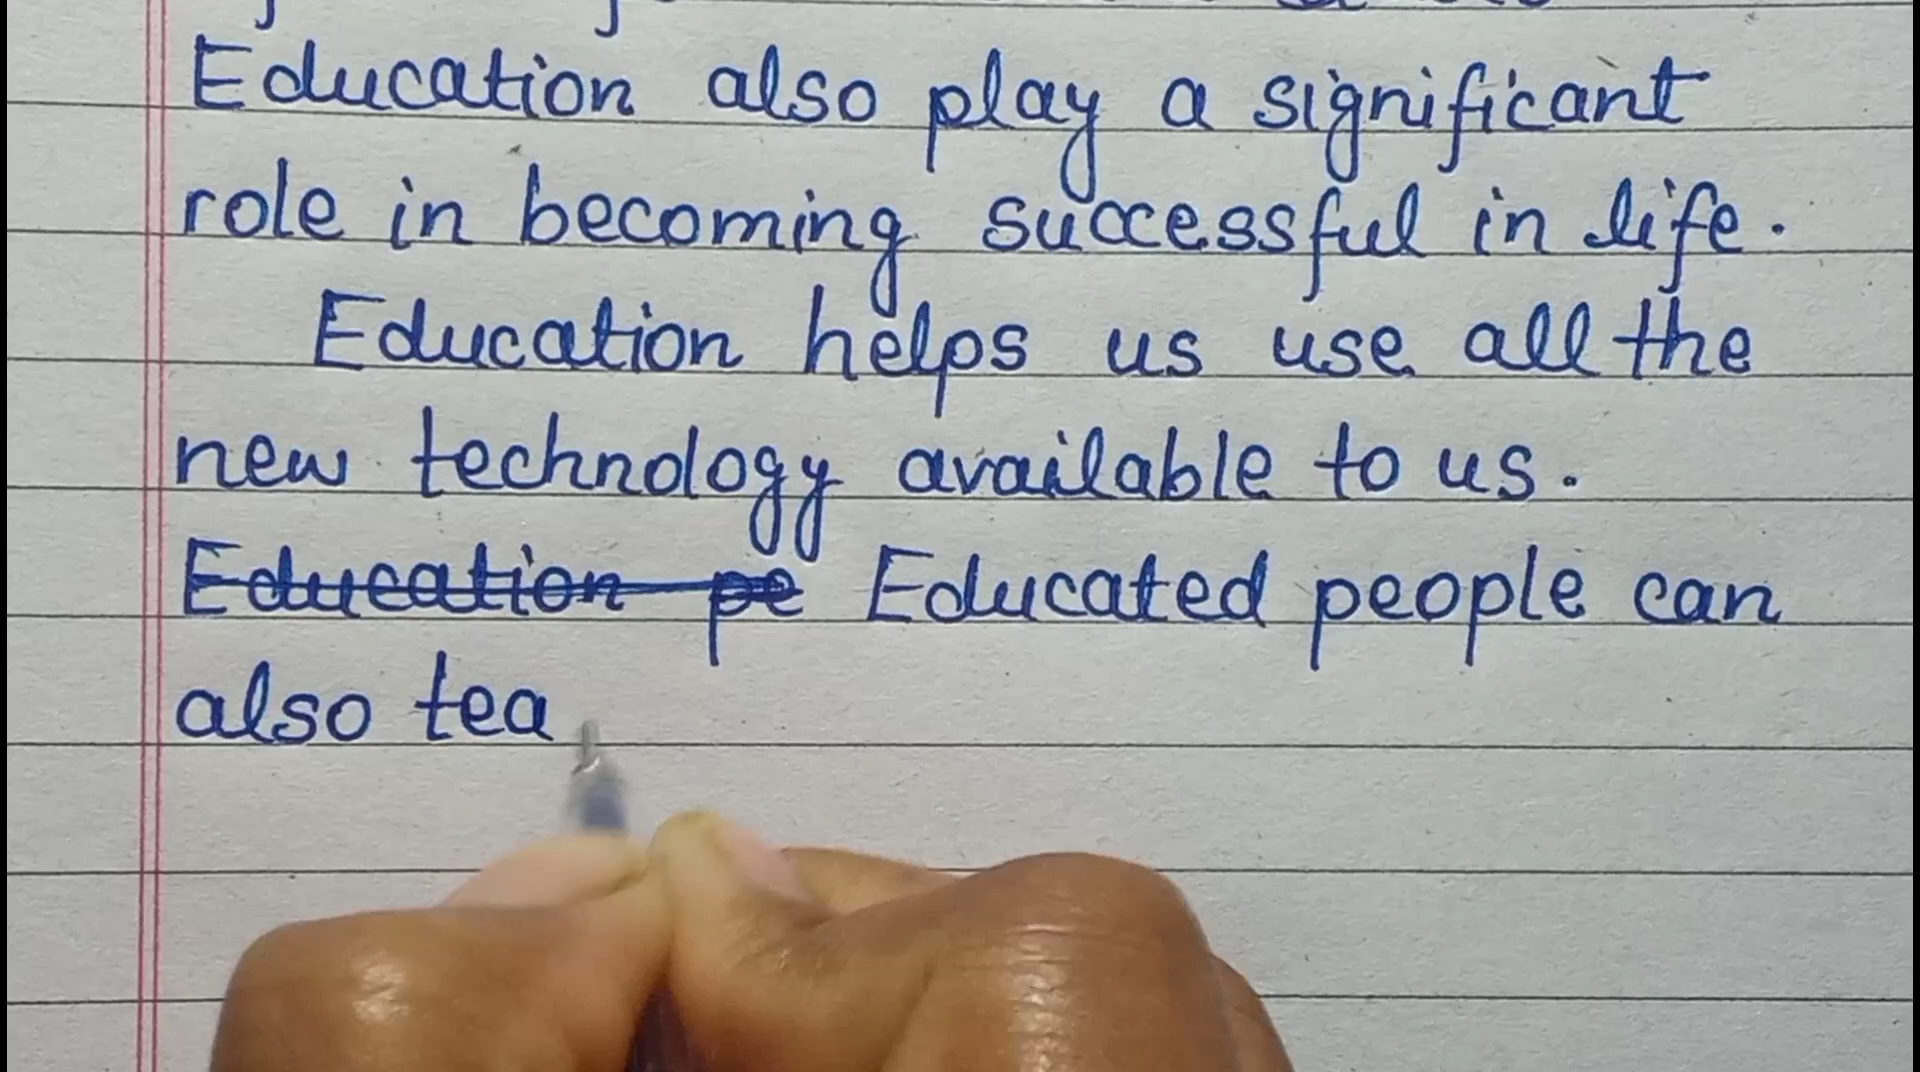 Education also play a significant
role in becoming successful in life.
Education helps us use all the
new technology available to us.
Education pe Educated people can
also tea